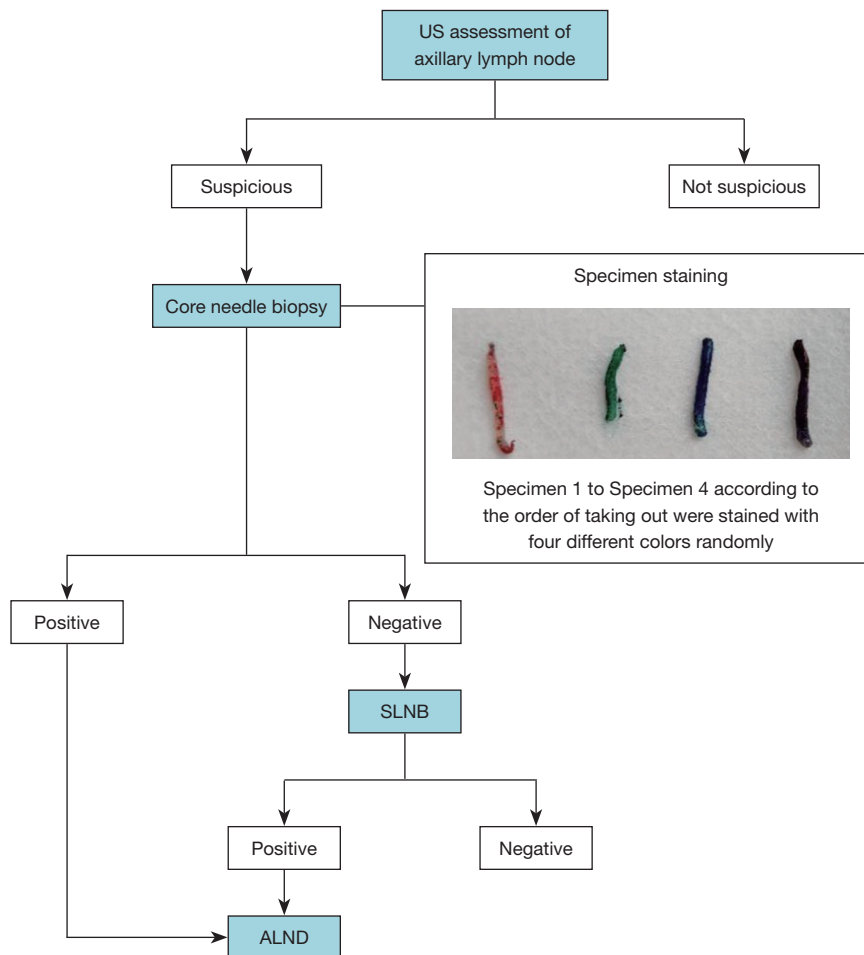 US assessment of
axillary lymph node
Suspicious
Not suspicious
Core needle biopsy
Specimen staining
Specimen 1 to Specimen 4 according to
the order of taking out were stained with
four different colors randomly
Positive
Negative
SLNB
Positive
Negative
ALND